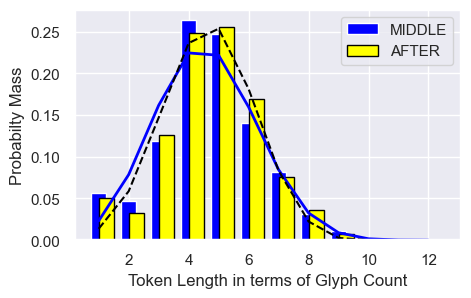 MIDDLE
AFTER
0.25
0.20
0.15
0.10
0.05
0.00
Probabilty Mass
2 4 6 8 10 12
Token Length in terms of Glyph Count